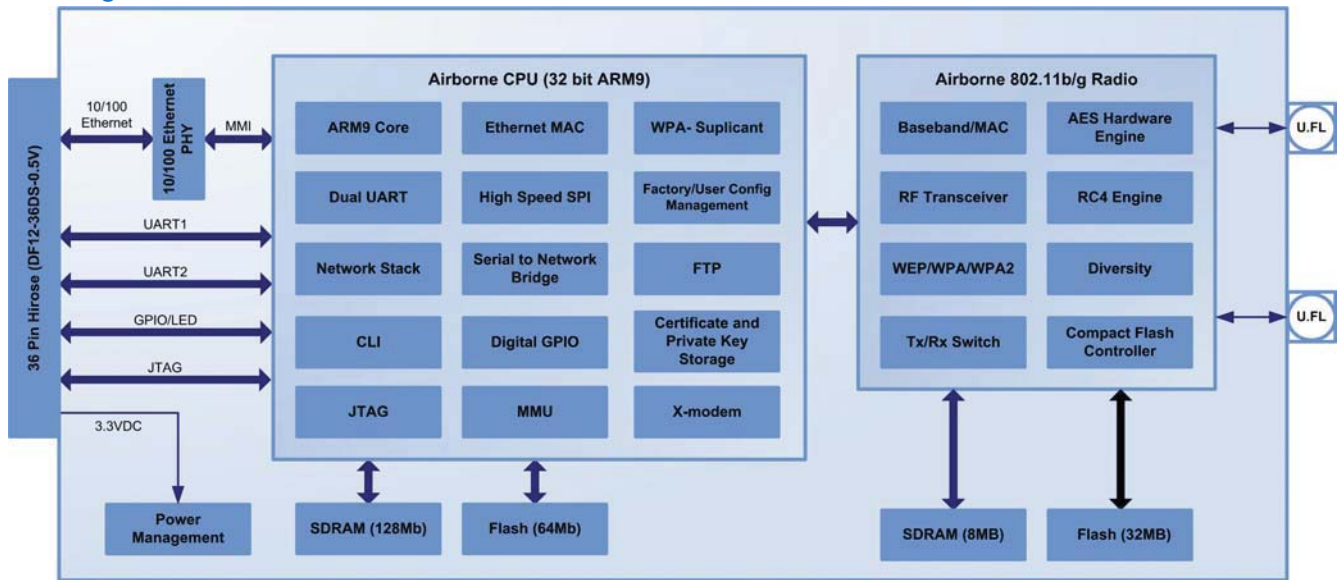 36 Pin Hirose (DF12-36DS-0.5V)
10/100
Ethernet
10/100 Ethernet
PHY
MMI
UART1
UART2
GPIO/LED
JTAG
3.3VDC
Power
Management
Airborne CPU (32 bit ARM9)
ARM9 Core
Ethernet MAC
WPA- Suplicant
Dual UART
High Speed SPI
Factory/User Config
Management
Network Stack
Serial to Network
Bridge
FTP
CLI
Digital GPIO
Certificate and
Private Key
Storage
JTAG
MMU
X-modem
SDRAM (128Mb)
Flash (64Mb)
Airborne 802.11b/g Radio
Baseband/MAC
AES Hardware
Engine
RF Transceiver
RC4 Engine
WEP/WPA/WPA2
Diversity
Tx/Rx Switch
Compact Flash
Controller
SDRAM (8MB)
Flash (32MB)
U.FL
U.FL